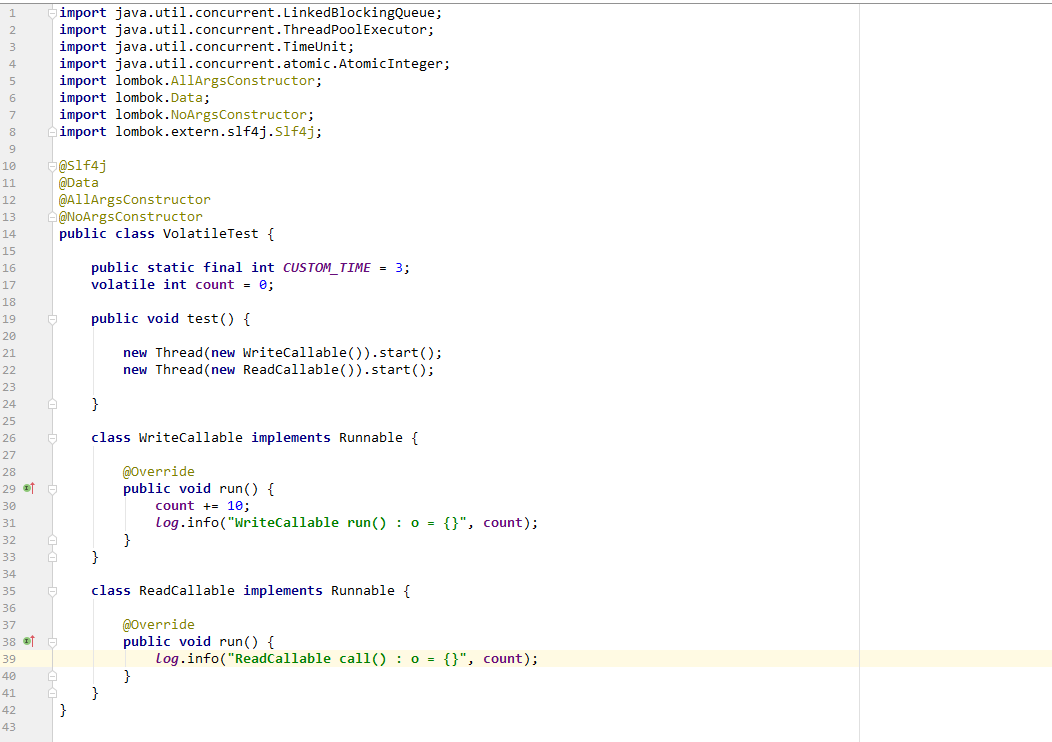 1 import java.util.concurrent.LinkedBlockingQueue;
2 import java.util.concurrent.ThreadPoolExecutor;
3 import java.util.concurrent.TimeUnit;
4 import java.util.concurrent.atomic.AtomicInteger;
5 import lombok.AllArgsConstructor;
6 import lombok.Data;
7 import lombok.NoArgsConstructor;
8 import lombok.extern.slf4j.Slf4j;
9
10 @Slf4j
11 @Data
12 @AllArgsConstructor
13 @NoArgsConstructor
14 public class VolatileTest {
15
16     public static final int CUSTOM_TIME = 3;
17     volatile int count = 0;
18
19     public void test() {
20
21         new Thread(new WriteCallable()).start();
22         new Thread(new ReadCallable()).start();
23
24     }
25
26     class WriteCallable implements Runnable {
27
28         @Override
29         public void run() {
30             count += 10;
31             log.info("WriteCallable run() : o = {}", count);
32         }
33     }
34
35     class ReadCallable implements Runnable {
36
37         @Override
38         public void run() {
39             log.info("ReadCallable call() : o = {}", count);
40         }
41     }
42 }
43